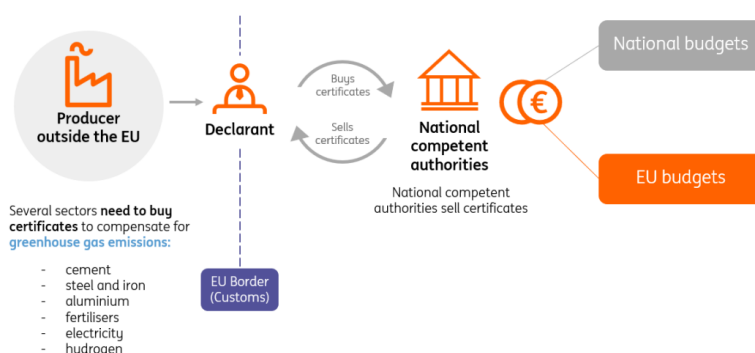 Producer
outside the EU
Declarant
Buys
certificates
Sells
certificates
National
competent
authorities
National competent
authorities sell certificates
€
National budgets
EU budgets
Several sectors need to buy
certificates to compensate for
greenhouse gas emissions:
- cement
- steel and iron
- aluminium
- fertilisers
- electricity
- hydrogen
EU Border
(Customs)